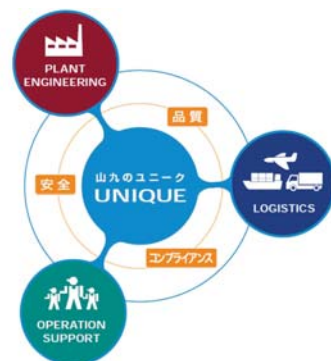 PLANT
ENGINEERING
品質
山九のユニーク
UNIQUE
安全
LOGISTICS
コンプライアンス
OPERATION
SUPPORT